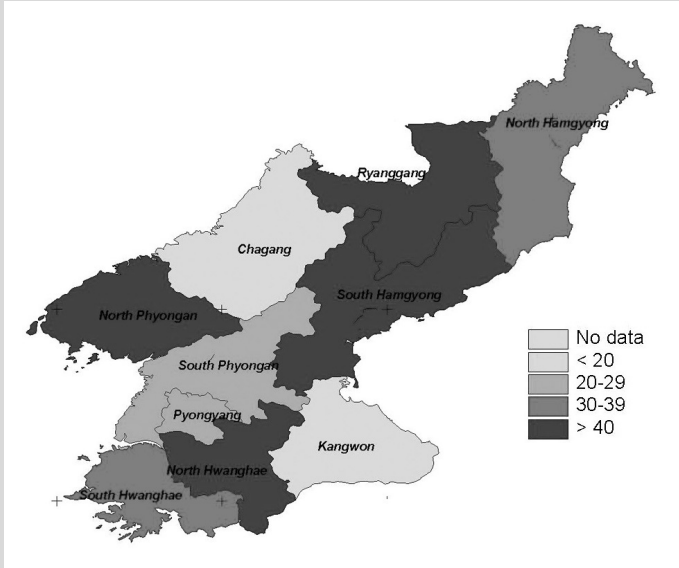 North Hamgyong
Ryanggang
Chagang
South Hamgyong
North Phyongan
South Phyongan
Pyongyang
Kangwon
North Hwanghae
South Hwanghae
No data
< 20
20-29
30-39
> 40